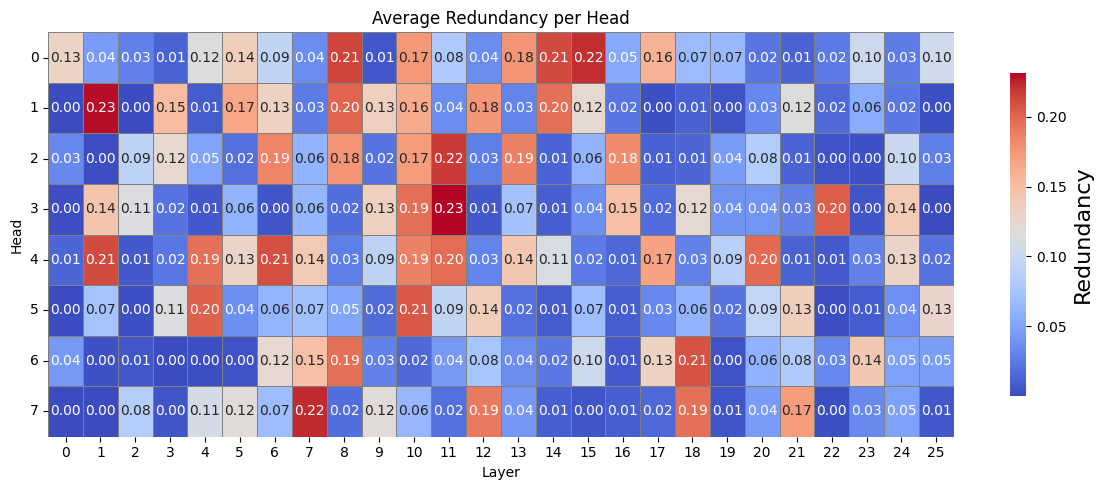 Average Redundancy per Head
0 0.13 0.04 0.03 0.01 0.12 0.14 0.09 0.04 0.21 0.01 0.17 0.08 0.04 0.18 0.21 0.22 0.05 0.16 0.07 0.07 0.02 0.01 0.02 0.10 0.03 0.10
1 0.00 0.23 0.00 0.15 0.01 0.17 0.13 0.03 0.20 0.13 0.16 0.04 0.18 0.03 0.20 0.12 0.02 0.00 0.01 0.00 0.03 0.12 0.02 0.06 0.02 0.00
2 0.03 0.00 0.09 0.12 0.05 0.02 0.19 0.06 0.18 0.02 0.17 0.22 0.03 0.19 0.01 0.06 0.18 0.01 0.01 0.04 0.08 0.01 0.00 0.00 0.10 0.03
3 0.00 0.14 0.11 0.02 0.01 0.06 0.00 0.06 0.02 0.13 0.19 0.23 0.01 0.07 0.01 0.04 0.15 0.02 0.12 0.04 0.04 0.03 0.20 0.00 0.14 0.00
4 0.01 0.21 0.01 0.02 0.19 0.13 0.21 0.14 0.03 0.09 0.19 0.20 0.03 0.14 0.11 0.02 0.01 0.17 0.03 0.09 0.20 0.01 0.01 0.03 0.13 0.02
5 0.00 0.07 0.00 0.11 0.20 0.04 0.06 0.07 0.05 0.02 0.21 0.09 0.14 0.02 0.01 0.07 0.01 0.03 0.06 0.02 0.09 0.13 0.00 0.01 0.04 0.13
6 0.04 0.00 0.01 0.00 0.00 0.00 0.12 0.15 0.19 0.03 0.02 0.04 0.08 0.04 0.02 0.10 0.01 0.13 0.21 0.00 0.06 0.08 0.03 0.14 0.05 0.05
7 0.00 0.00 0.08 0.00 0.11 0.12 0.07 0.22 0.02 0.12 0.06 0.02 0.19 0.04 0.01 0.00 0.01 0.02 0.19 0.01 0.04 0.17 0.00 0.03 0.05 0.01
0 1 2 3 4 5 6 7 8 9 10 11 12 13 14 15 16 17 18 19 20 21 22 23 24 25
Layer
Head
0.20
0.15
0.10
0.05
Redundancy